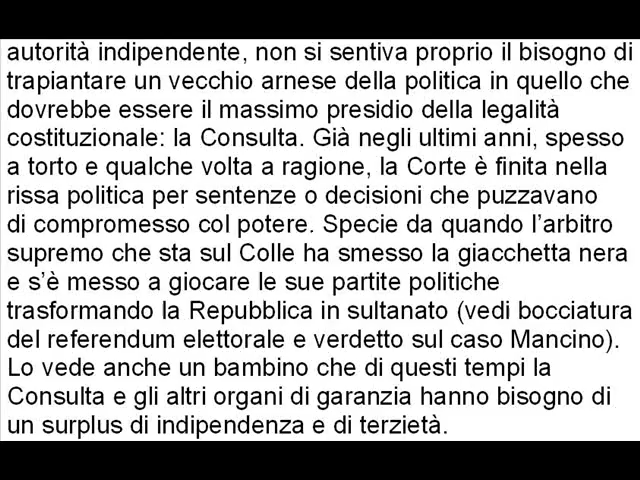 autorità indipendente, non si sentiva proprio il bisogno di
trapiantare un vecchio arnese della politica in quello che
dovrebbe essere il massimo presidio della legalità
costituzionale: la Consulta. Già negli ultimi anni, spesso
a torto e qualche volta a ragione, la Corte è finita nella
rissa politica per sentenze o decisioni che puzzavano
di compromesso col potere. Specie da quando l’arbitro
supremo che sta sul Colle ha smesso la giacchetta nera
e s’è messo a giocare le sue partite politiche
trasformando la Repubblica in sultanato (vedi bocciatura
del referendum elettorale e verdetto sul caso Mancino).
Lo vede anche un bambino che di questi tempi la
Consulta e gli altri organi di garanzia hanno bisogno di
un surplus di indipendenza e di terzietà.